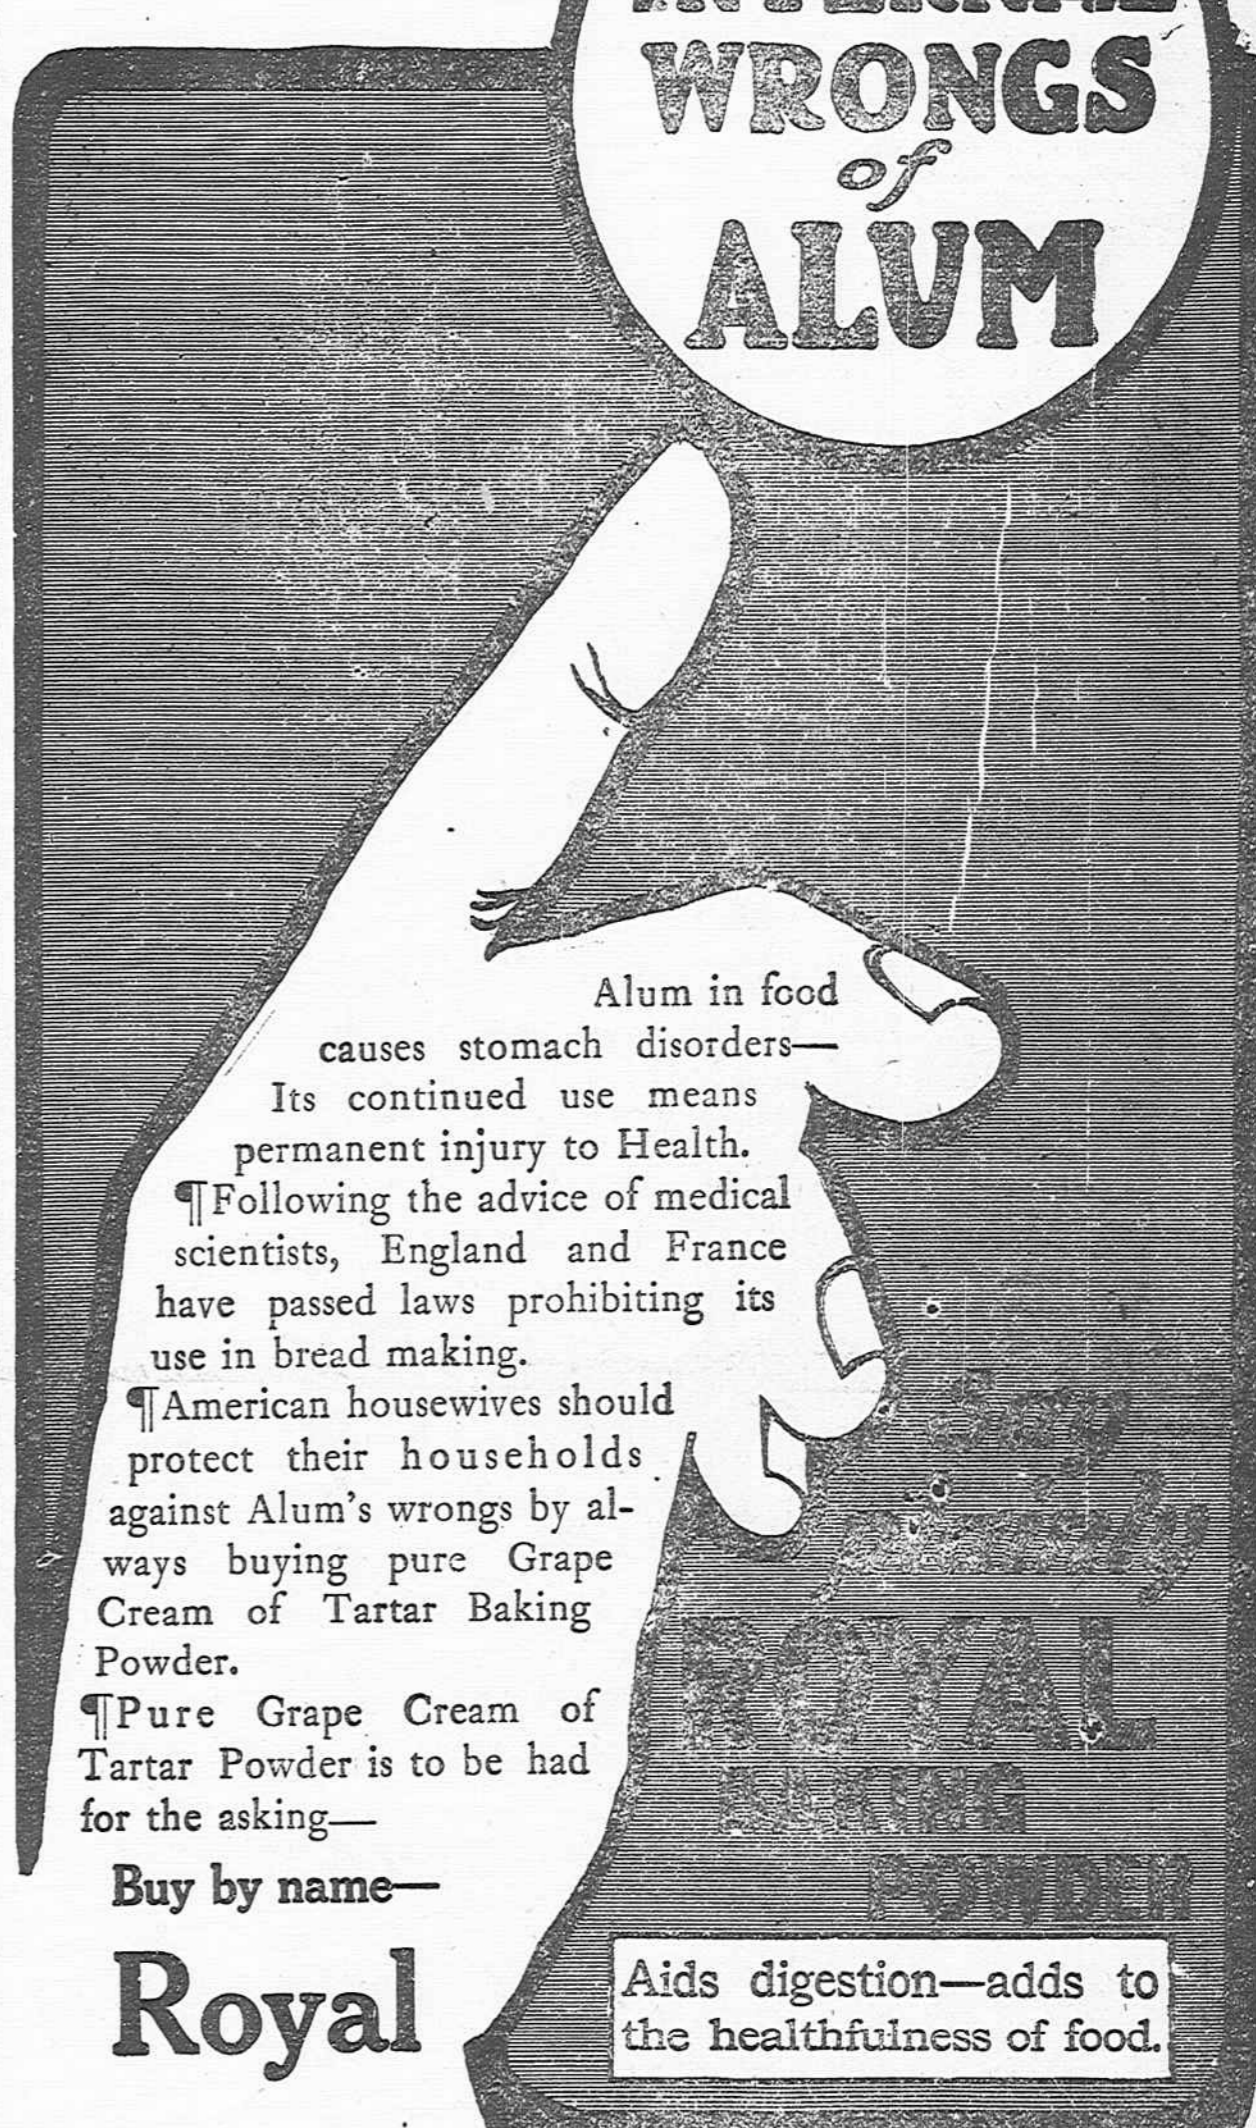 WRONGS
of
ALUM
Alum in food
causes stomach disorders—
Its continued use means
permanent injury to Health.
¶Following the advice of medical
scientists, England and France
have passed laws prohibiting its
use in bread making.
¶American housewives should
protect their households
against Alum's wrongs by al-
ways buying pure Grape
Cream of Tartar Baking
Powder.
¶Pure Grape Cream of
Tartar Powder is to be had
for the asking—
Buy by name—
Royal
Say
plainly
ROYAL
BAKING
POWDER
Aids digestion—adds to
the healthfulness of food.